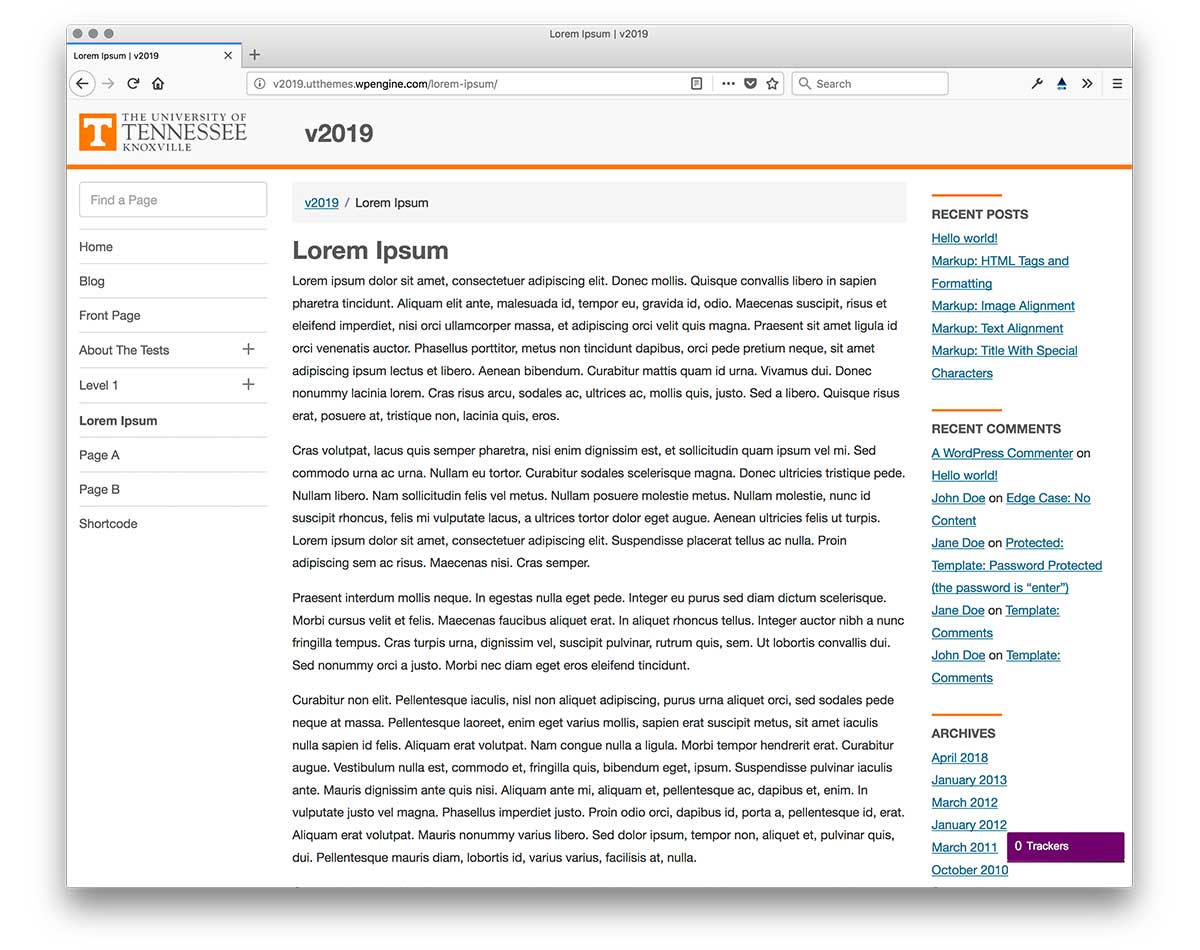 Lorem Ipsum | v2019
Lorem Ipsum | v2019
v2019.utthemes.wpengine.com/lorem-ipsum/
Search
THE UNIVERSITY OF
TENNESSEE
KNOXVILLE
v2019
Find a Page
Home
Blog
Front Page
About The Tests
Level 1
Lorem Ipsum
Page A
Page B
Shortcode
v2019 / Lorem Ipsum
Lorem Ipsum
Lorem ipsum dolor sit amet, consectetuer adipiscing elit. Donec mollis. Quisque convallis libero in sapien
pharetra tincidunt. Aliquam elit ante, malesuada id, tempor eu, gravida id, odio. Maecenas suscipit, risus et
eleifend imperdiet, nisi orci ullamcorper massa, et adipiscing orci velit quis magna. Praesent sit amet ligula id
orci venenatis auctor. Phasellus porttitor, metus non tincidunt dapibus, orci pede pretium neque, sit amet
adipiscing ipsum lectus et libero. Aenean bibendum. Curabitur mattis quam id urna. Vivamus dui. Donec
nonummy lacinia lorem. Cras risus arcu, sodales ac, ultrices ac, mollis quis, justo. Sed a libero. Quisque risus
erat, posuere at, tristique non, lacinia quis, eros.
Cras volutpat, lacus quis semper pharetra, nisi enim dignissim est, et sollicitudin quam ipsum vel mi. Sed
commodo urna ac urna. Nullam eu tortor. Curabitur sodales scelerisque magna. Donec ultricies tristique pede.
Nullam libero. Nam sollicitudin felis vel metus. Nullam posuere molestie metus. Nullam molestie, nunc id
suscipit rhoncus, felis mi vulputate lacus, a ultrices tortor dolor eget augue. Aenean ultricies felis ut turpis.
Lorem ipsum dolor sit amet, consectetuer adipiscing elit. Suspendisse placerat tellus ac nulla. Proin
adipiscing sem ac risus. Maecenas nisi. Cras semper.
Praesent interdum mollis neque. In egestas nulla eget pede. Integer eu purus sed diam dictum scelerisque.
Morbi cursus velit et felis. Maecenas faucibus aliquet erat. In aliquet rhoncus tellus. Integer auctor nibh a nunc
fringilla tempus. Cras turpis urna, dignissim vel, suscipit pulvinar, rutrum quis, sem. Ut lobortis convallis dui.
Sed nonummy orci a justo. Morbi nec diam eget eros eleifend tincidunt.
Curabitur non elit. Pellentesque iaculis, nisl non aliquet adipiscing, purus urna aliquet orci, sed sodales pede
neque at massa. Pellentesque laoreet, enim eget varius mollis, sapien erat suscipit metus, sit amet iaculis
nulla sapien id felis. Aliquam erat volutpat. Nam congue nulla a ligula. Morbi tempor hendrerit erat. Curabitur
augue. Vestibulum nulla est, commodo et, fringilla quis, bibendum eget, ipsum. Suspendisse pulvinar iaculis
ante. Mauris dignissim ante quis nisi. Aliquam ante mi, aliquam et, pellentesque ac, dapibus et, enim. In
vulputate justo vel magna. Phasellus imperdiet justo. Proin odio orci, dapibus id, porta a, pellentesque id, erat.
Aliquam erat volutpat. Mauris nonummy varius libero. Sed dolor ipsum, tempor non, aliquet et, pulvinar quis,
dui. Pellentesque mauris diam, lobortis id, varius varius, facilisis at, nulla.
RECENT POSTS
Hello world!
Markup: HTML Tags and
Formatting
Markup: Image Alignment
Markup: Text Alignment
Markup: Title With Special
Characters
RECENT COMMENTS
A WordPress Commenter on
Hello world!
John Doe on Edge Case: No
Content
Jane Doe on Protected:
Template: Password Protected
(the password is “enter”)
Jane Doe on Template:
Comments
John Doe on Template:
Comments
ARCHIVES
April 2018
January 2013
March 2012
January 2012
March 2011
October 2010
0 Trackers